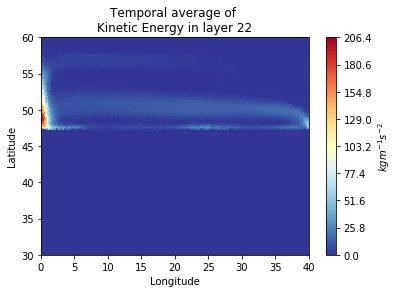 Temporal average of
Kinetic Energy in layer 22
60
55
50
45
40
35
30
Latitude
0 5 10 15 20 25 30 35 40
Longitude
206.4
180.6
154.8
129.0
103.2
77.4
51.6
25.8
0.0
kgm⁻¹s⁻²